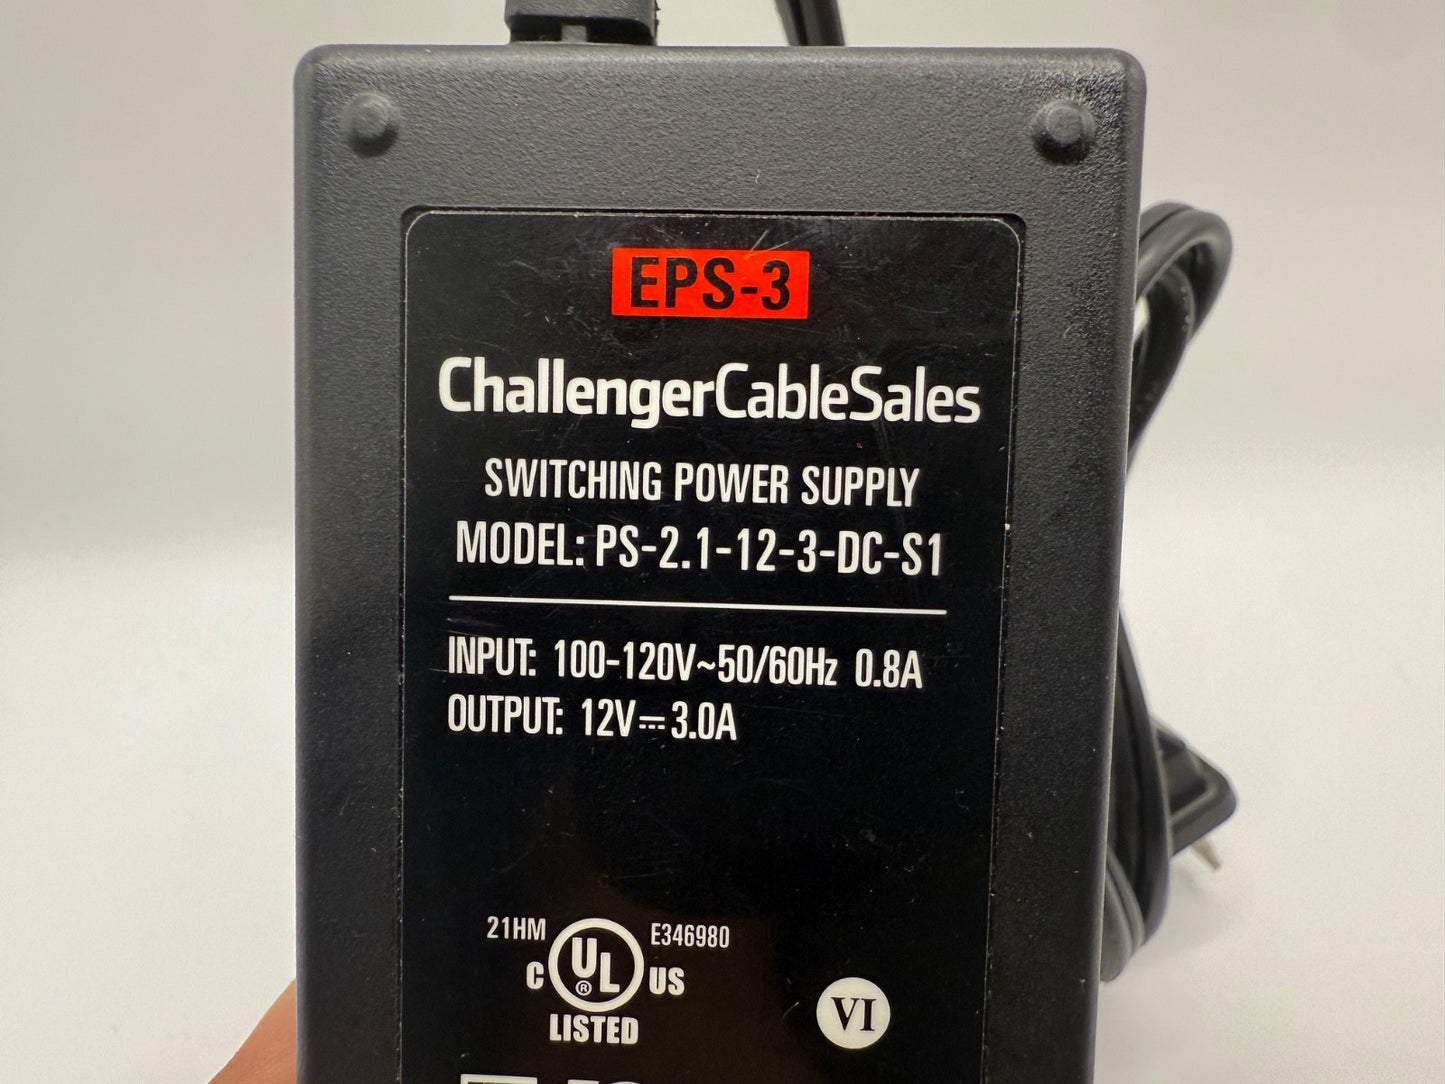 EPS-3
ChallengerCableSales
SWITCHING POWER SUPPLY
MODEL: PS-2.1-12-3-DC-S1
INPUT: 100-120V~50/60Hz 0.8A
OUTPUT: 12V⎓3.0A
21HM E346980
C UL® US
LISTED
VI